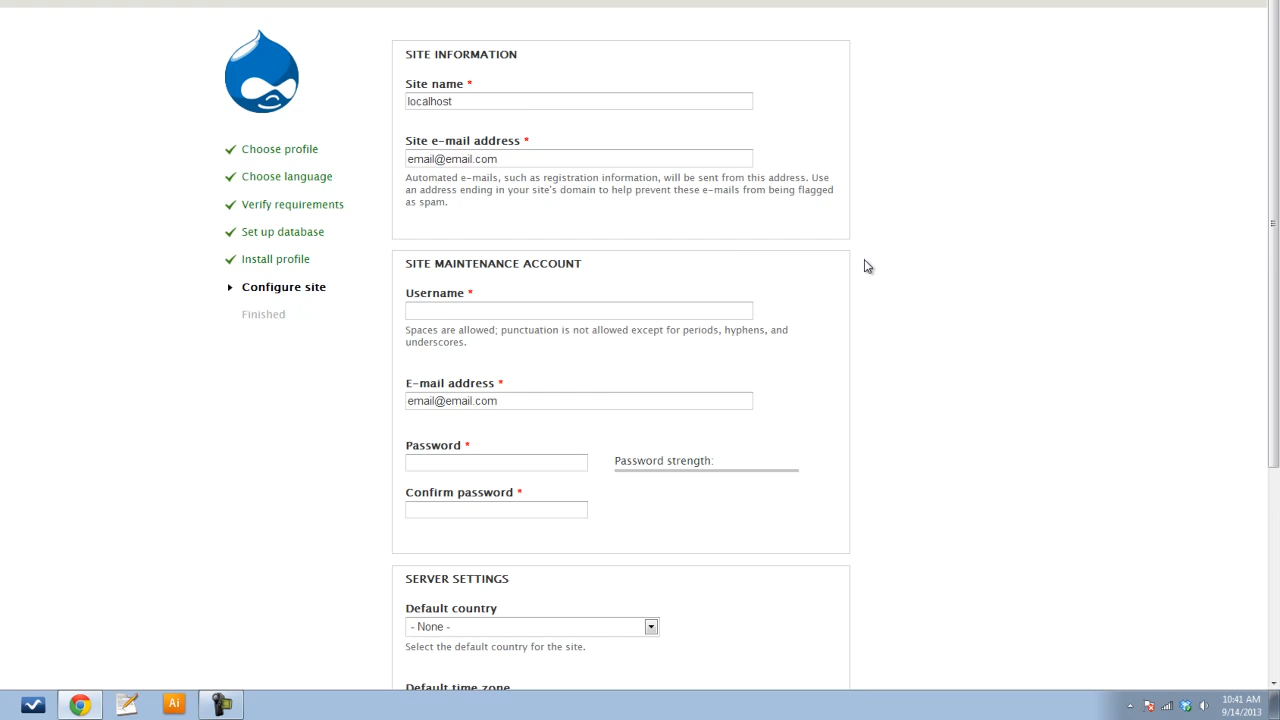 SITE INFORMATION
Site name *
localhost
Site e-mail address *
email@email.com
Automated e-mails, such as registration information, will be sent from this address. Use
an address ending in your site's domain to help prevent these e-mails from being flagged
as spam.
Choose profile
Choose language
Verify requirements
Set up database
Install profile
Configure site
Finished
SITE MAINTENANCE ACCOUNT
Username *
Spaces are allowed; punctuation is not allowed except for periods, hyphens, and
underscores.
E-mail address *
email@email.com
Password *
Password strength:
Confirm password *
SERVER SETTINGS
Default country
- None -
Select the default country for the site.
Default time zone
Ai
10:41 AM
9/14/2013